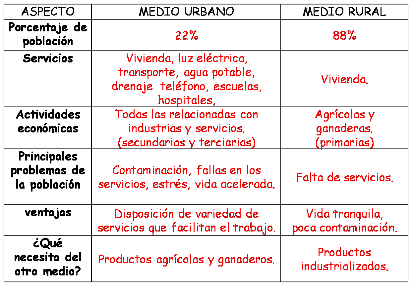 ASPECTO MEDIO URBANO MEDIO RURAL
Porcentaje de
población
22% 88%
Servicios
Vivienda, luz eléctrica,
transporte, agua potable,
drenaje teléfono, escuelas,
hospitales,
Vivienda.
Actividades
económicas
Todas las relacionadas con
industrias y servicios.
(secundarios y terciarios)
Agrícolas y
ganaderas.
(primarias)
Principales
problemas de
la población
Contaminación, fallas en los
servicios, estrés, vida acelerada.
Falta de servicios.
ventajas
Disposición de variedad de
servicios que facilitan el trabajo.
Vida tranquila,
poca contaminación.
¿Qué
necesita del
otro medio?
Productos agrícolas y ganaderos.
Productos
industrializados.